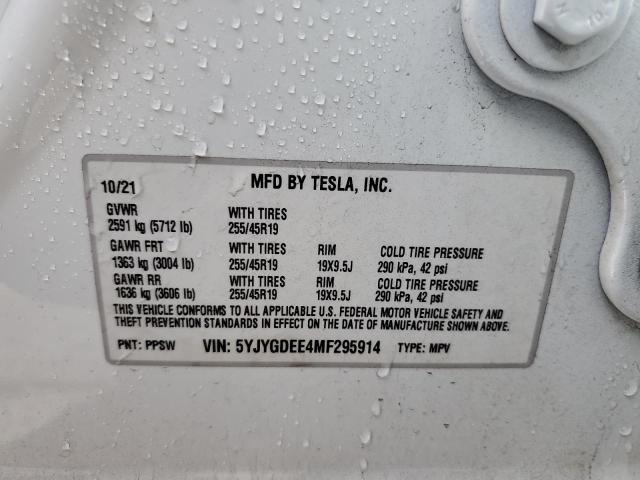 10/21 MFD BY TESLA, INC.
GVWR WITH TIRES
2591 kg (5712 lb) 255/45R19
GAWR FRT WITH TIRES RIM COLD TIRE PRESSURE
1363 kg (3004 lb) 255/45R19 19X9.5J 290 kPa, 42 psi
GAWR RR WITH TIRES RIM COLD TIRE PRESSURE
1636 kg (3606 lb) 255/45R19 19X9.5J 290 kPa, 42 psi
THIS VEHICLE CONFORMS TO ALL APPLICABLE U.S. FEDERAL MOTOR VEHICLE SAFETY AND
THEFT PREVENTION STANDARDS IN EFFECT ON THE DATE OF MANUFACTURE SHOWN ABOVE.
PNT: PPSW VIN: 5YJYGDEE4MF295914 TYPE: MPV